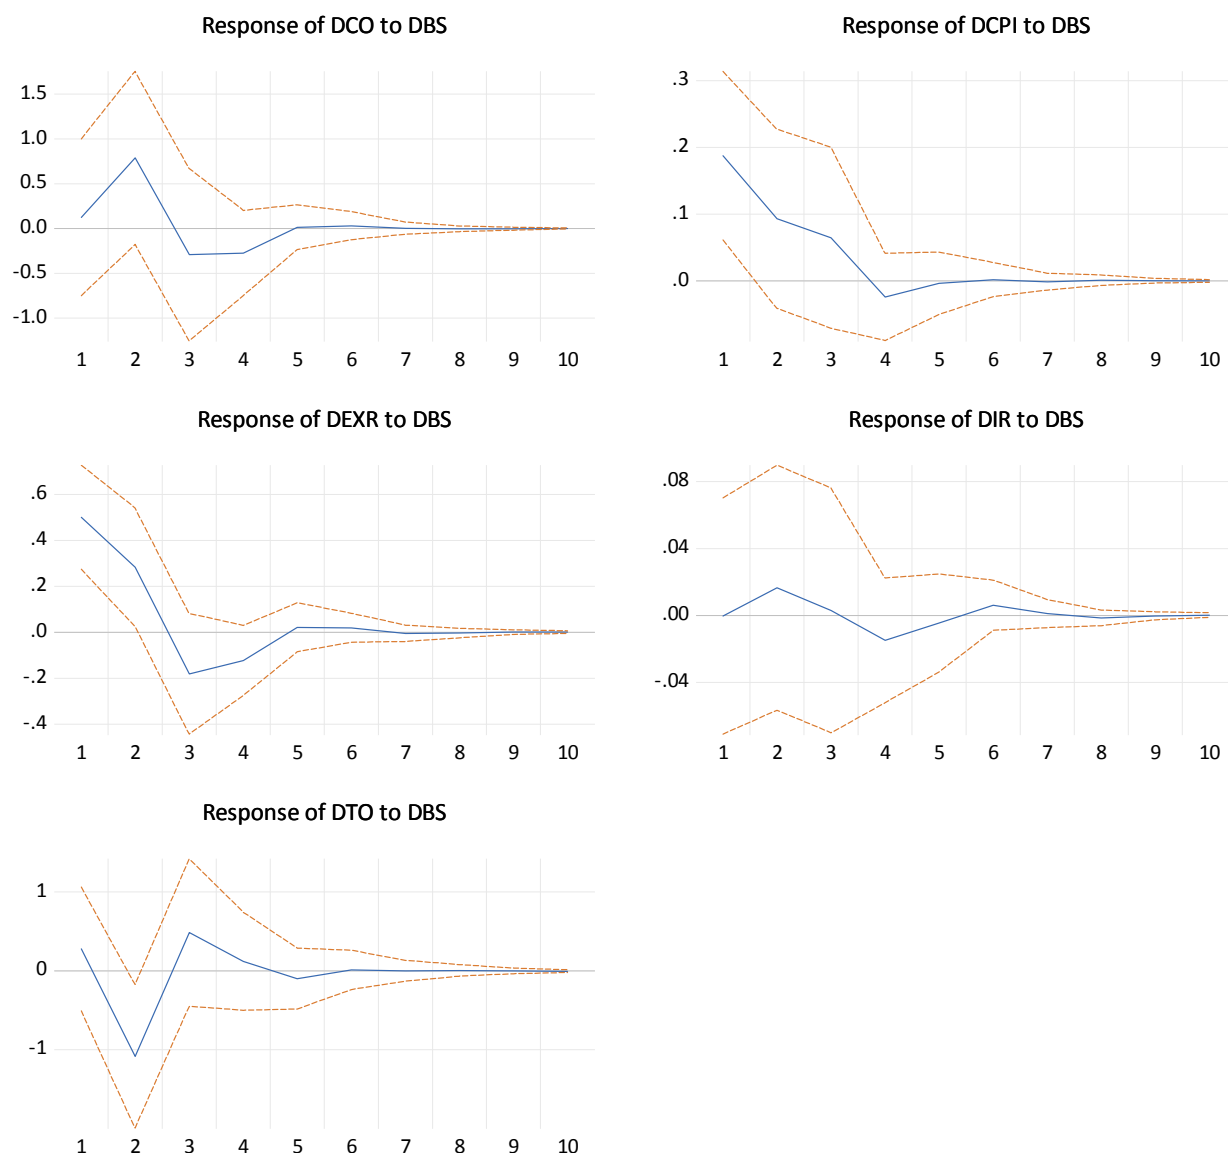 Response of DCO to DBS
1.5
1.0
0.5
0.0
-0.5
-1.0
1 2 3 4 5 6 7 8 9 10
Response of DCPI to DBS
.3
.2
.1
.0
1 2 3 4 5 6 7 8 9 10
Response of DEXR to DBS
.6
.4
.2
.0
-.2
-.4
1 2 3 4 5 6 7 8 9 10
Response of DIR to DBS
.08
.04
.00
-.04
1 2 3 4 5 6 7 8 9 10
Response of DTO to DBS
1
0
-1
1 2 3 4 5 6 7 8 9 10